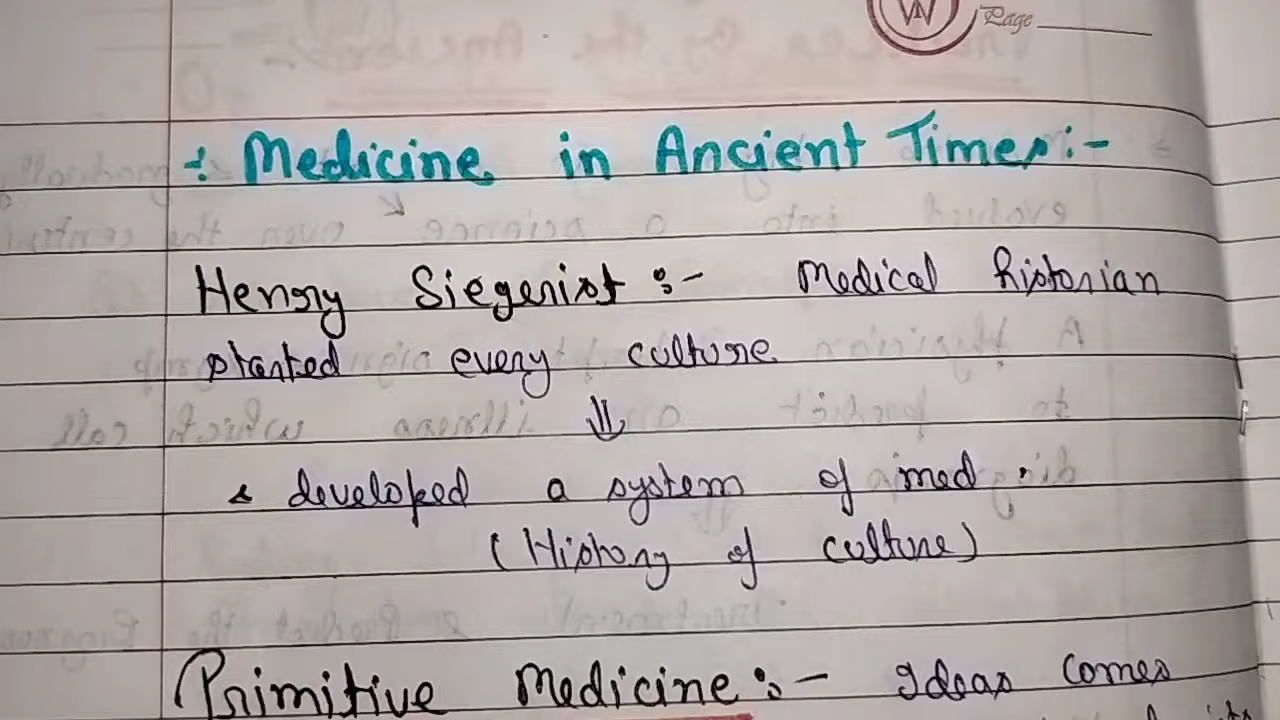 VN Page
:- Medicine in Ancient Times:-
Henry Siegerist :- Medical Historian
started every culture
⇓
& developed a system of med.
(History of culture)
Primitive Medicine:- Ideas comes